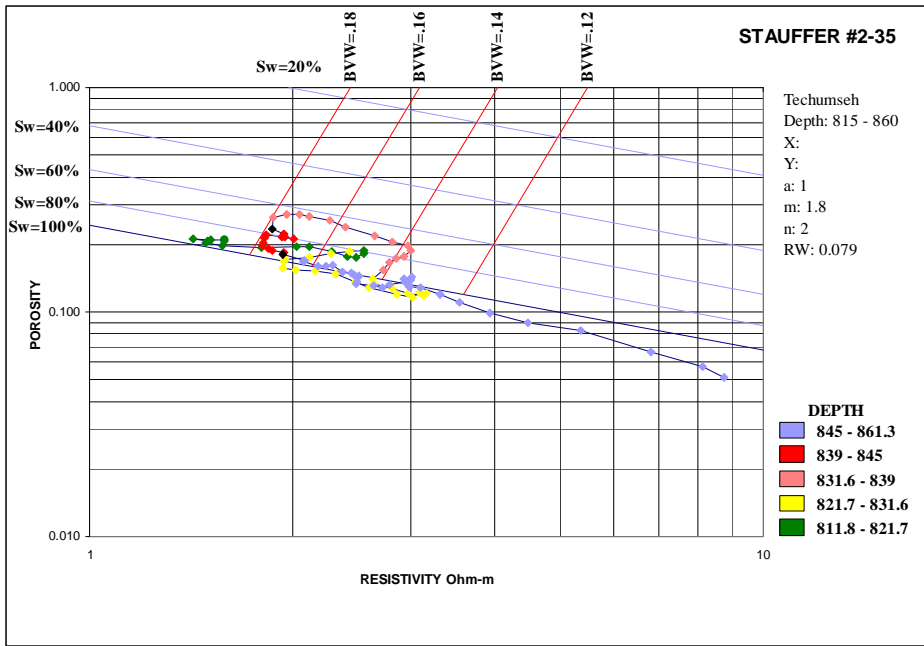 STAUFFER #2-35
BVW=.18
BVW=.16
BVW=.14
BVW=.12
Sw=20%
Sw=40%
Sw=60%
Sw=80%
Sw=100%
1.000
0.100
0.010
POROSITY
1
10
RESISTIVITY Ohm-m
Techumseh
Depth: 815 - 860
X:
Y:
a: 1
m: 1.8
n: 2
RW: 0.079
DEPTH
845 - 861.3
839 - 845
831.6 - 839
821.7 - 831.6
811.8 - 821.7